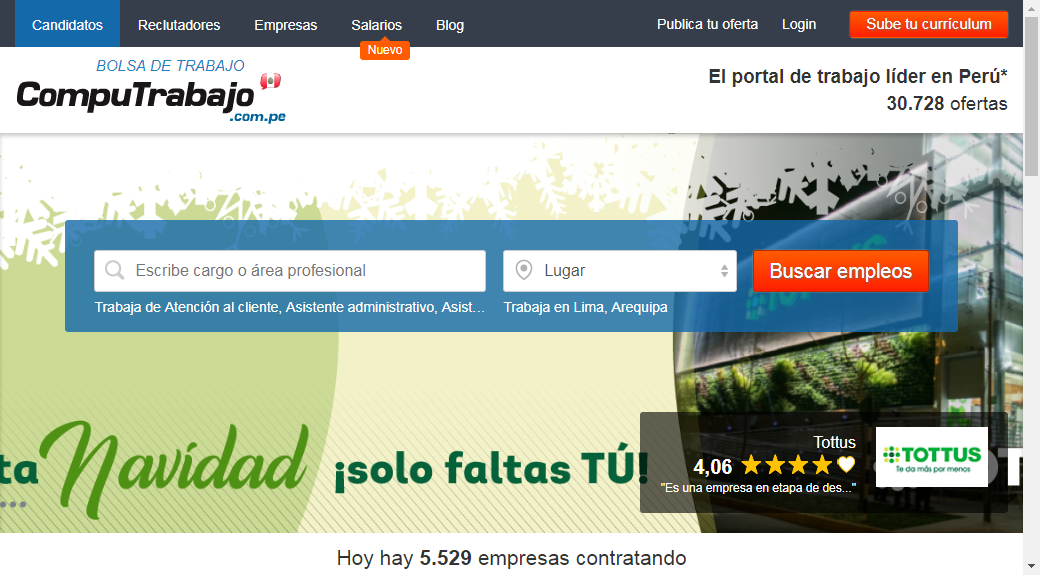 Candidatos Reclutadores Empresas Salarios Blog Publica tu oferta Login Sube tu currículum
Nuevo
BOLSA DE TRABAJO
CompuTrabajo
.com.pe
El portal de trabajo líder en Perú*
30.728 ofertas
Escribe cargo o área profesional
Lugar
Buscar empleos
Trabaja de Atención al cliente, Asistente administrativo, Asist...
Trabaja en Lima, Arequipa
ta Navidad ¡solo faltas TÚ!
Tottus
4,06
"Es una empresa en etapa de des..."
TOTTUS
Te da más por menos
Hoy hay 5.529 empresas contratando